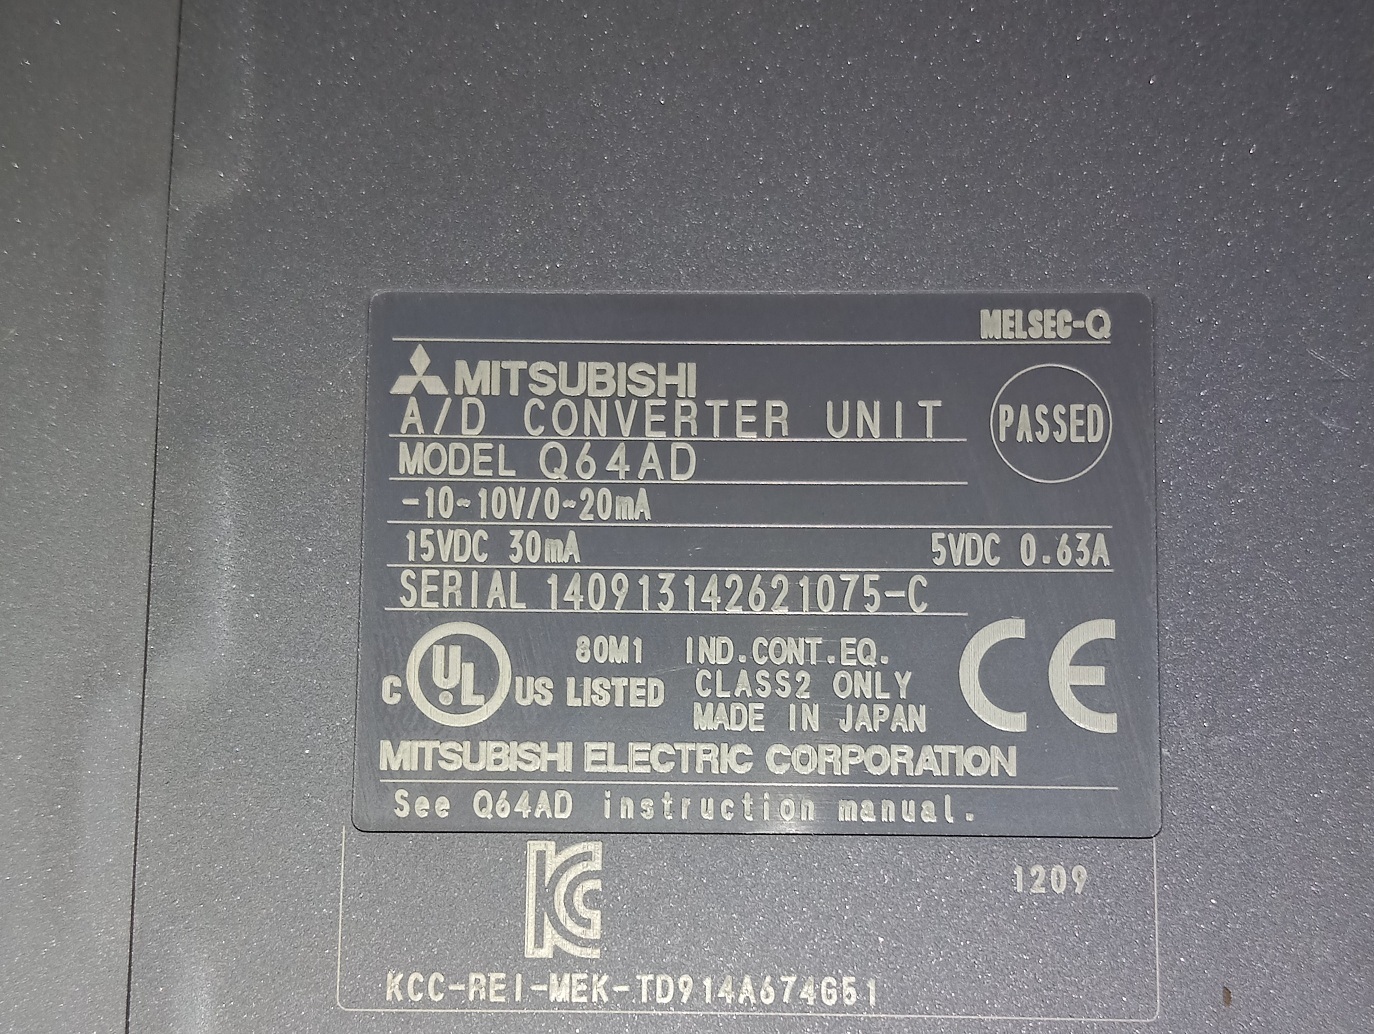 MELSEC-Q
MITSUBISHI
A/D CONVERTER UNIT
PASSED
MODEL Q64AD
-10~10V/0~20mA
15VDC 30mA 5VDC 0.63A
SERIAL 140913142621075-C
C UL US LISTED 80M1 IND.CONT.EQ.
CLASS2 ONLY
MADE IN JAPAN
CE
MITSUBISHI ELECTRIC CORPORATION
See Q64AD instruction manual.
KC
1209
KCC-REI-MEK-TD914A674G51